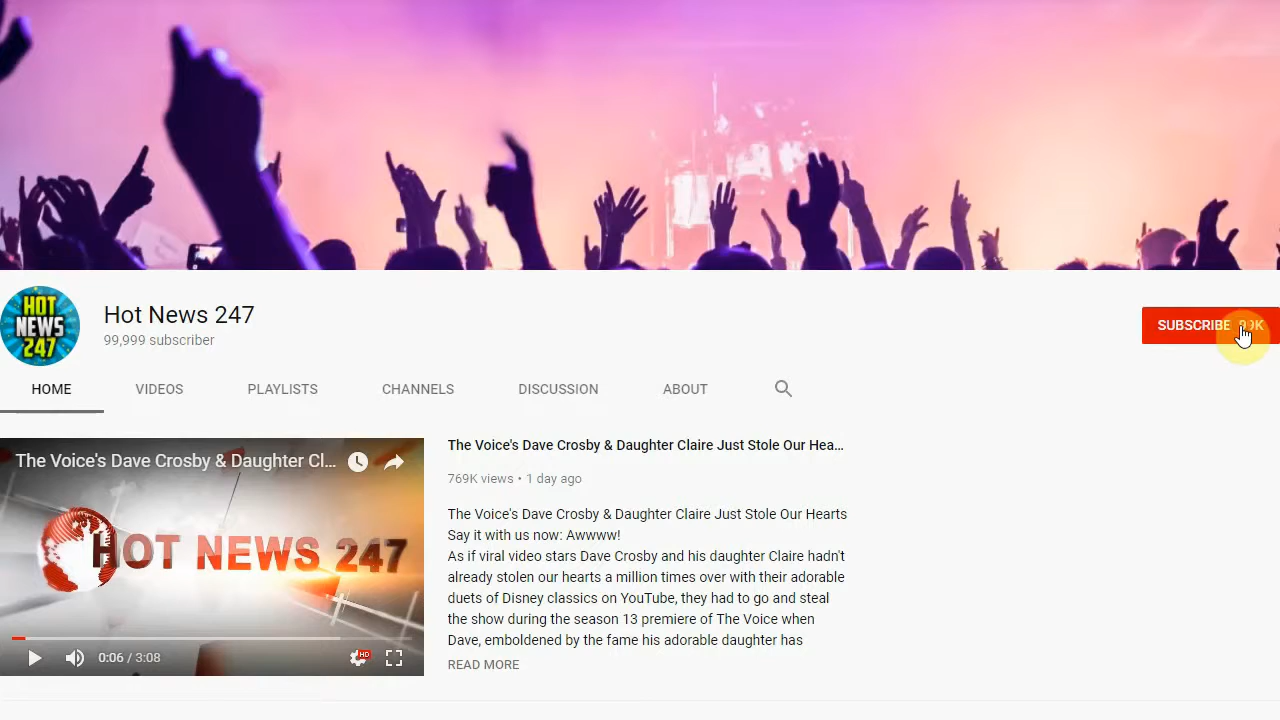 HOT
NEWS
247
Hot News 247
99,999 subscriber
SUBSCRIBE
HOME
VIDEOS
PLAYLISTS
CHANNELS
DISCUSSION
ABOUT
The Voice's Dave Crosby & Daughter Cl...
HOT NEWS 247
0:06 / 3:08
HD
The Voice's Dave Crosby & Daughter Claire Just Stole Our Hea...
769K views • 1 day ago
The Voice's Dave Crosby & Daughter Claire Just Stole Our Hearts
Say it with us now: Awwww!
As if viral video stars Dave Crosby and his daughter Claire hadn't
already stolen our hearts a million times over with their adorable
duets of Disney classics on YouTube, they had to go and steal
the show during the season 13 premiere of The Voice when
Dave, emboldened by the fame his adorable daughter has
READ MORE